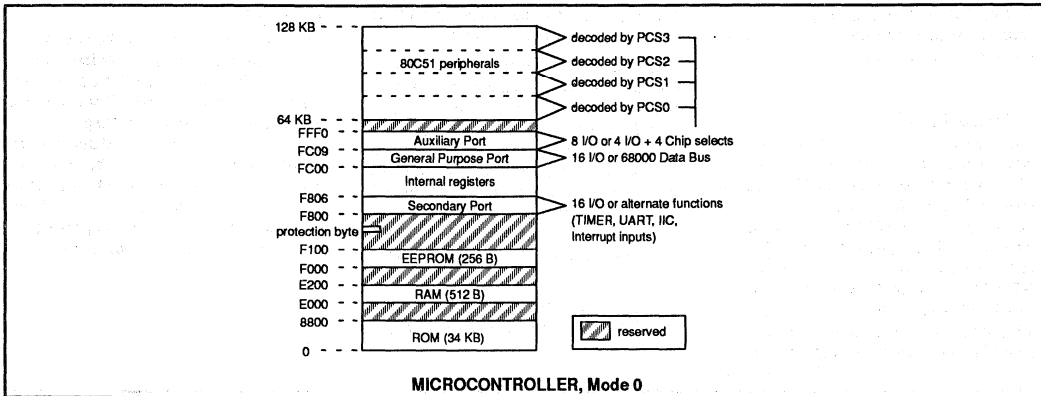 128 KB
decoded by PCS3
80C51 peripherals
decoded by PCS2
decoded by PCS1
decoded by PCS0
64 KB
FFF0
Auxiliary Port
8 I/O or 4 I/O + 4 Chip selects
FC09
General Purpose Port
16 I/O or 68000 Data Bus
FC00
Internal registers
F806
Secondary Port
16 I/O or alternate functions
F800
(TIMER, UART, IIC,
protection byte
Interrupt inputs)
F100
EEPROM (256 B)
F000
E200
RAM (512 B)
E000
8800
reserved
ROM (34 KB)
0
MICROCONTROLLER, Mode 0